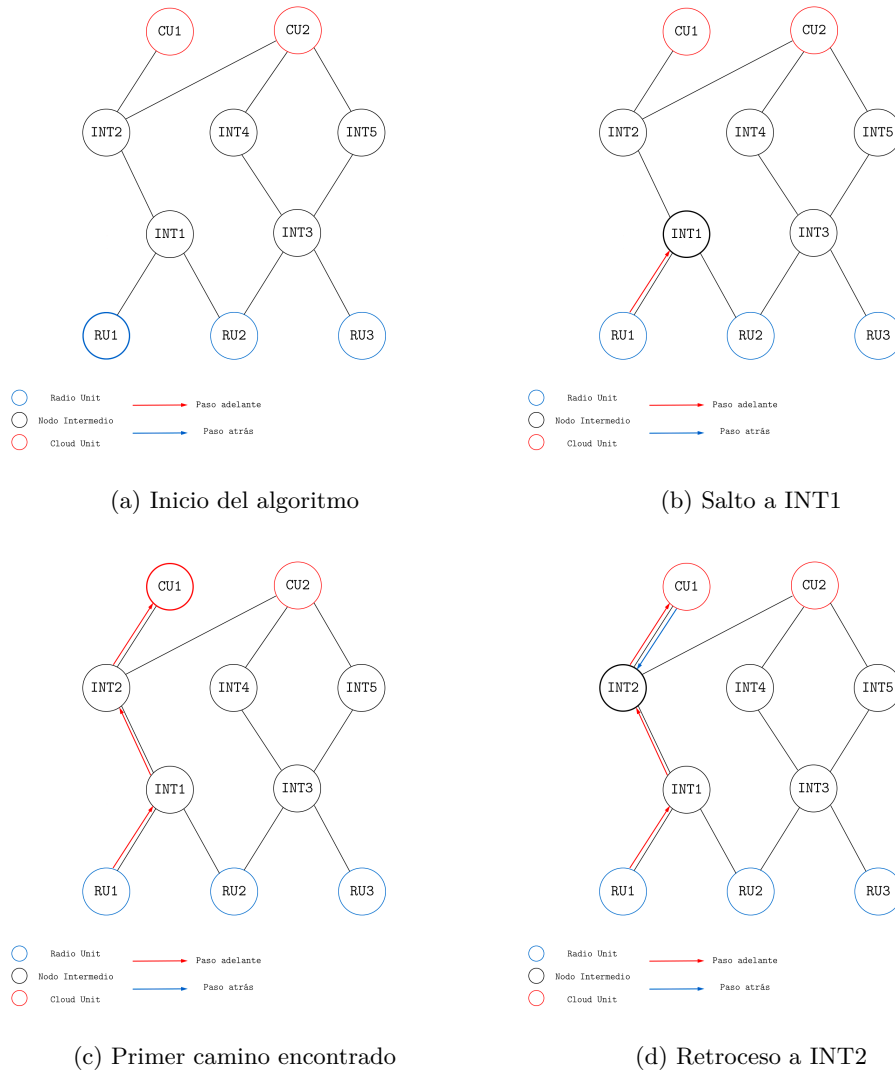 CU1 CU2
INT2 INT4 INT5
INT1 INT3
RU1 RU2 RU3
Radio Unit
Paso adelante
Nodo Intermedio
Paso atrás
Cloud Unit
(a) Inicio del algoritmo
CU1 CU2
INT2 INT4 INT5
INT1 INT3
RU1 RU2 RU3
Radio Unit
Paso adelante
Nodo Intermedio
Paso atrás
Cloud Unit
(b) Salto a INT1
CU1 CU2
INT2 INT4 INT5
INT1 INT3
RU1 RU2 RU3
Radio Unit
Paso adelante
Nodo Intermedio
Paso atrás
Cloud Unit
(c) Primer camino encontrado
CU1 CU2
INT2 INT4 INT5
INT1 INT3
RU1 RU2 RU3
Radio Unit
Paso adelante
Nodo Intermedio
Paso atrás
Cloud Unit
(d) Retroceso a INT2